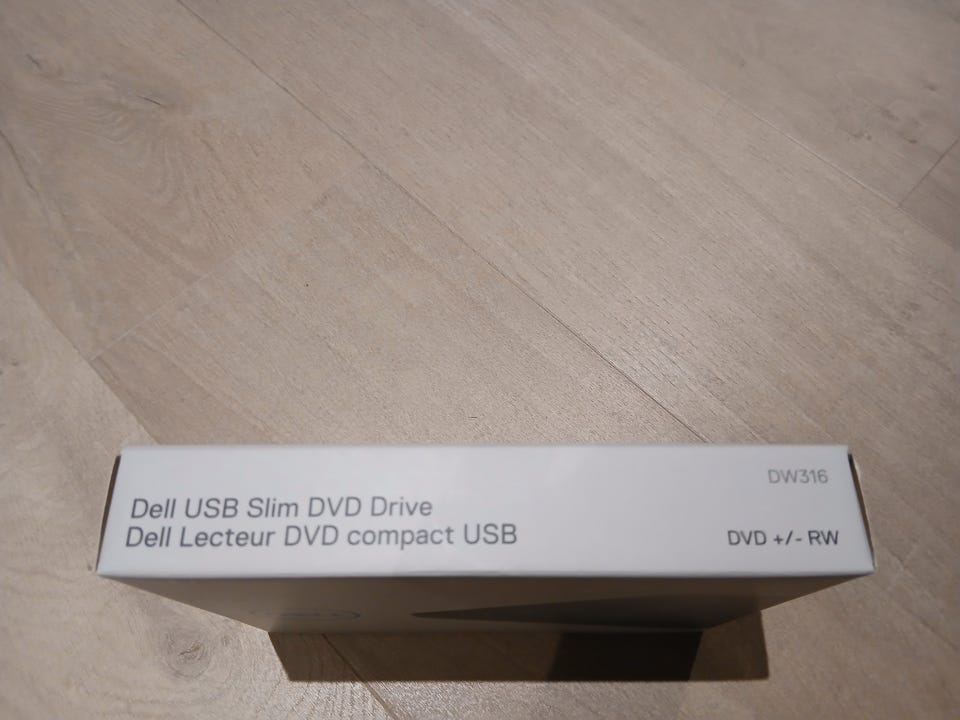 DW316
Dell USB Slim DVD Drive
Dell Lecteur DVD compact USB
DVD +/- RW